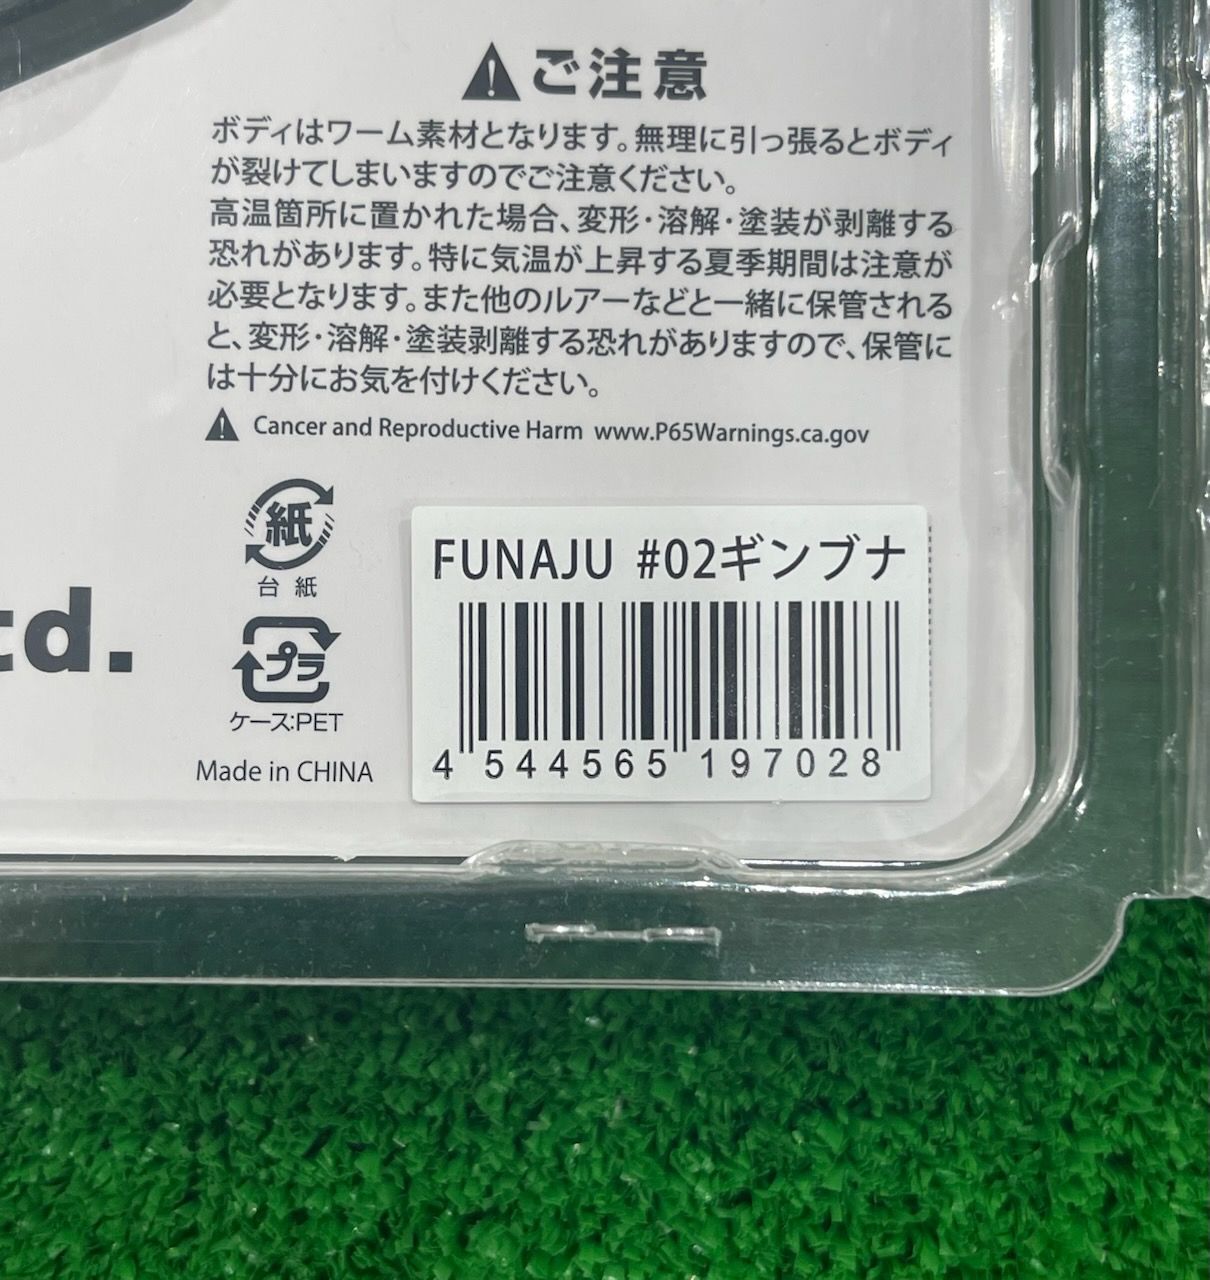 ご注意
ボディはワーム素材となります。無理に引っ張るとボディ
が裂けてしまいますのでご注意ください。
高温箇所に置かれた場合、変形・溶解・塗装が剥離する
恐れがあります。特に気温が上昇する夏季期間は注意が
必要となります。また他のルアーなどと一緒に保管される
と、変形・溶解・塗装剥離する恐れがありますので、保管に
は十分にお気を付けください。
Cancer and Reproductive Harm www.P65Warnings.ca.gov
紙
台紙
プラ
ケース:PET
Made in CHINA
td.
FUNAJU #02ギンブナ
4 544565 197028